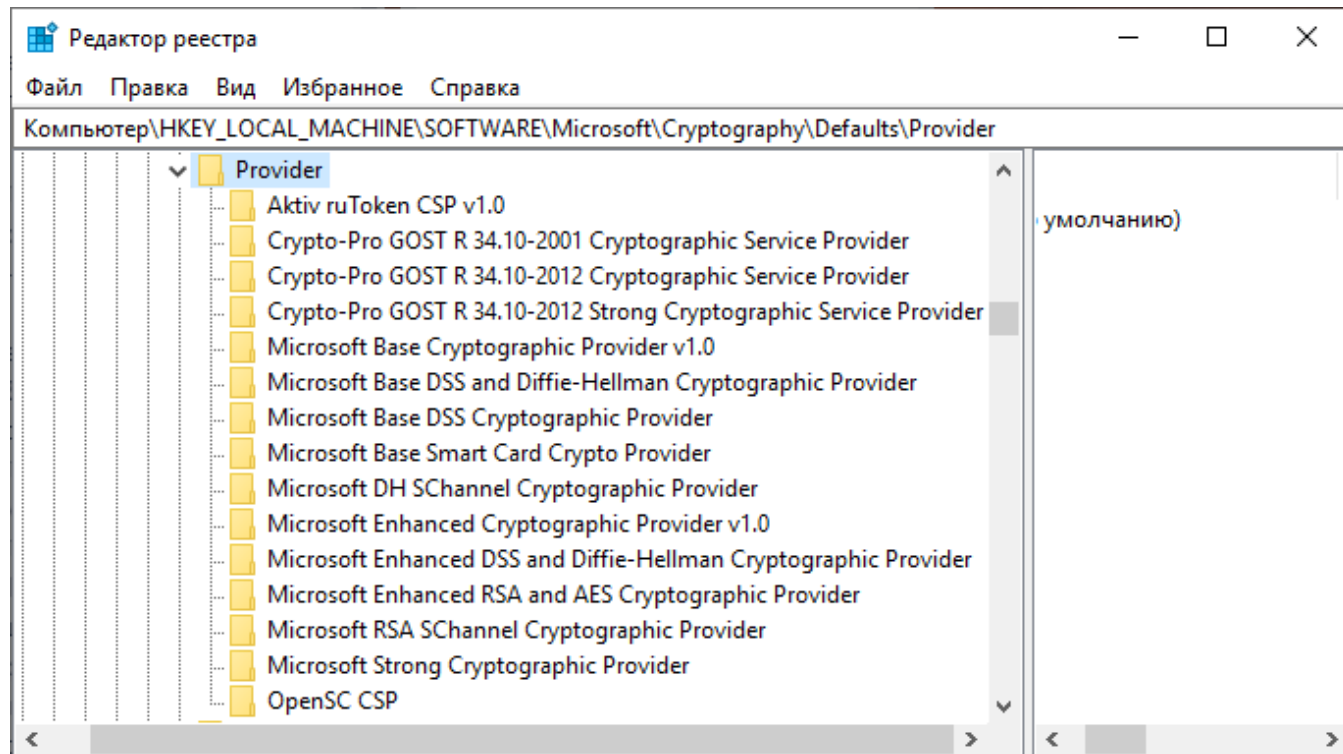 Редактор реестра
Файл Правка Вид Избранное Справка
Компьютер\HKEY_LOCAL_MACHINE\SOFTWARE\Microsoft\Cryptography\Defaults\Provider
Provider
Aktiv ruToken CSP v1.0
умолчанию)
Crypto-Pro GOST R 34.10-2001 Cryptographic Service Provider
Crypto-Pro GOST R 34.10-2012 Cryptographic Service Provider
Crypto-Pro GOST R 34.10-2012 Strong Cryptographic Service Provider
Microsoft Base Cryptographic Provider v1.0
Microsoft Base DSS and Diffie-Hellman Cryptographic Provider
Microsoft Base DSS Cryptographic Provider
Microsoft Base Smart Card Crypto Provider
Microsoft DH SChannel Cryptographic Provider
Microsoft Enhanced Cryptographic Provider v1.0
Microsoft Enhanced DSS and Diffie-Hellman Cryptographic Provider
Microsoft Enhanced RSA and AES Cryptographic Provider
Microsoft RSA SChannel Cryptographic Provider
Microsoft Strong Cryptographic Provider
OpenSC CSP